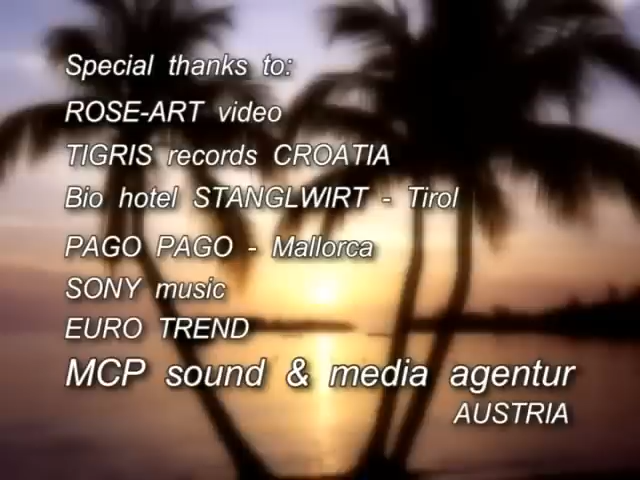 Special thanks to:
ROSE-ART video
TIGRIS records CROATIA
Bio hotel STANGLWIRT - Tirol
PAGO PAGO - Mallorca
SONY music
EURO TREND
MCP sound & media agentur
AUSTRIA